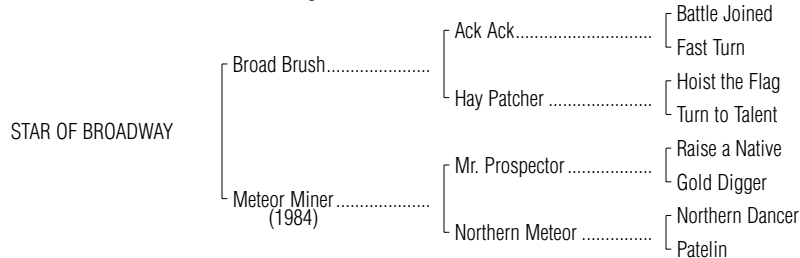 Battle Joined
Ack Ack..............................
Fast Turn
Broad Brush......................
Hoist the Flag
Hay Patcher ......................
Turn to Talent
STAR OF BROADWAY
Raise a Native
Mr. Prospector ..................
Gold Digger
Meteor Miner....................
(1984)
Northern Dancer
Northern Meteor ...............
Patelin